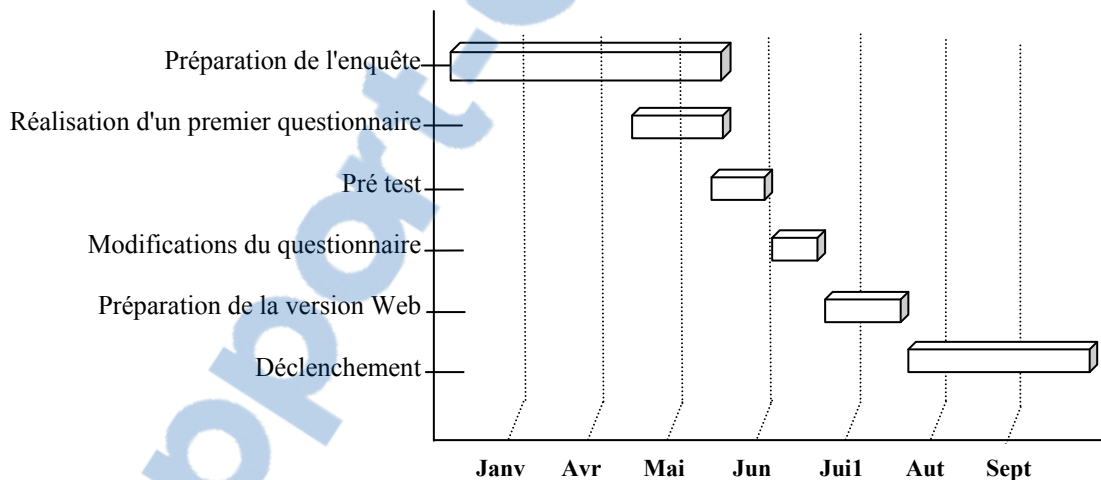 Préparation de l'enquête
Réalisation d'un premier questionnaire
Pré test
Modifications du questionnaire
Préparation de la version Web
Déclenchement
Janv Avr Mai Jun Jui1 Aut Sept
pport-